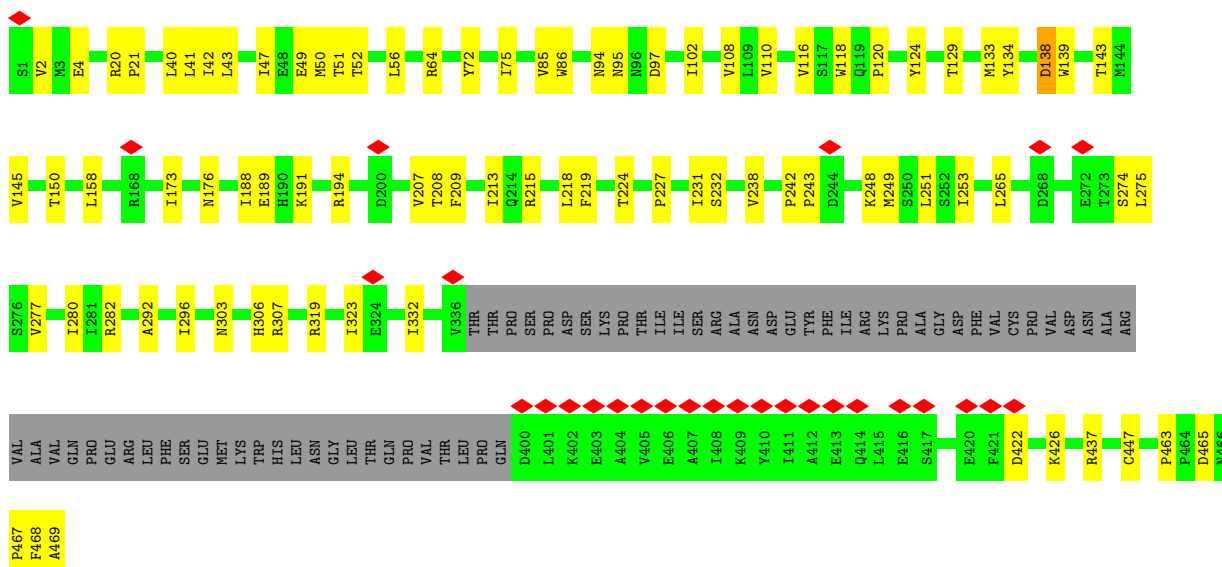 S1 V2 M3 E4 R20 P21 L40 L41 I42 L43 I47 E48 E49 M50 T51 T52 L56 R64 Y72 I75 V85 W86 N94 N95 N96 D97 I102 V108 L109 V110 V116 S117 W118 Q119 P120 Y124 T129 M133 Y134 D138 W139 T143 M144
V145 T150 L158 R168 I173 N176 I188 E189 H190 K191 R194 D200 V207 T208 F209 I213 Q214 R215 L218 F219 T224 P227 I231 S232 V238 P242 P243 D244 K248 M249 S250 L251 S252 I253 L265 D268 E272 T273 S274 L275
S276 V277 I280 I281 R282 A292 I296 N303 H306 R307 R319 I323 E324 I332 V336 THR THR PRO SER PRO ASP SER LYS PRO THR ILE ILE SER ARG ALA ASN ASP GLU TYR PHE ILE ARG LYS PRO ALA GLY ASP PHE VAL CYS PRO VAL ASP ASN ALA ARG
VAL ALA VAL GLN PRO GLU ARG LEU PHE SER GLU MET LYS TRP HIS LEU ASN GLY LEU THR GLN PRO VAL THR LEU PRO GLN D400 L401 K402 E403 A404 V405 E406 A407 I408 K409 Y410 I411 A412 E413 Q414 L415 E416 S417 E420 F421 D422 K426 R437 C447 P463 P464 D465 N466
P467 F468 A469